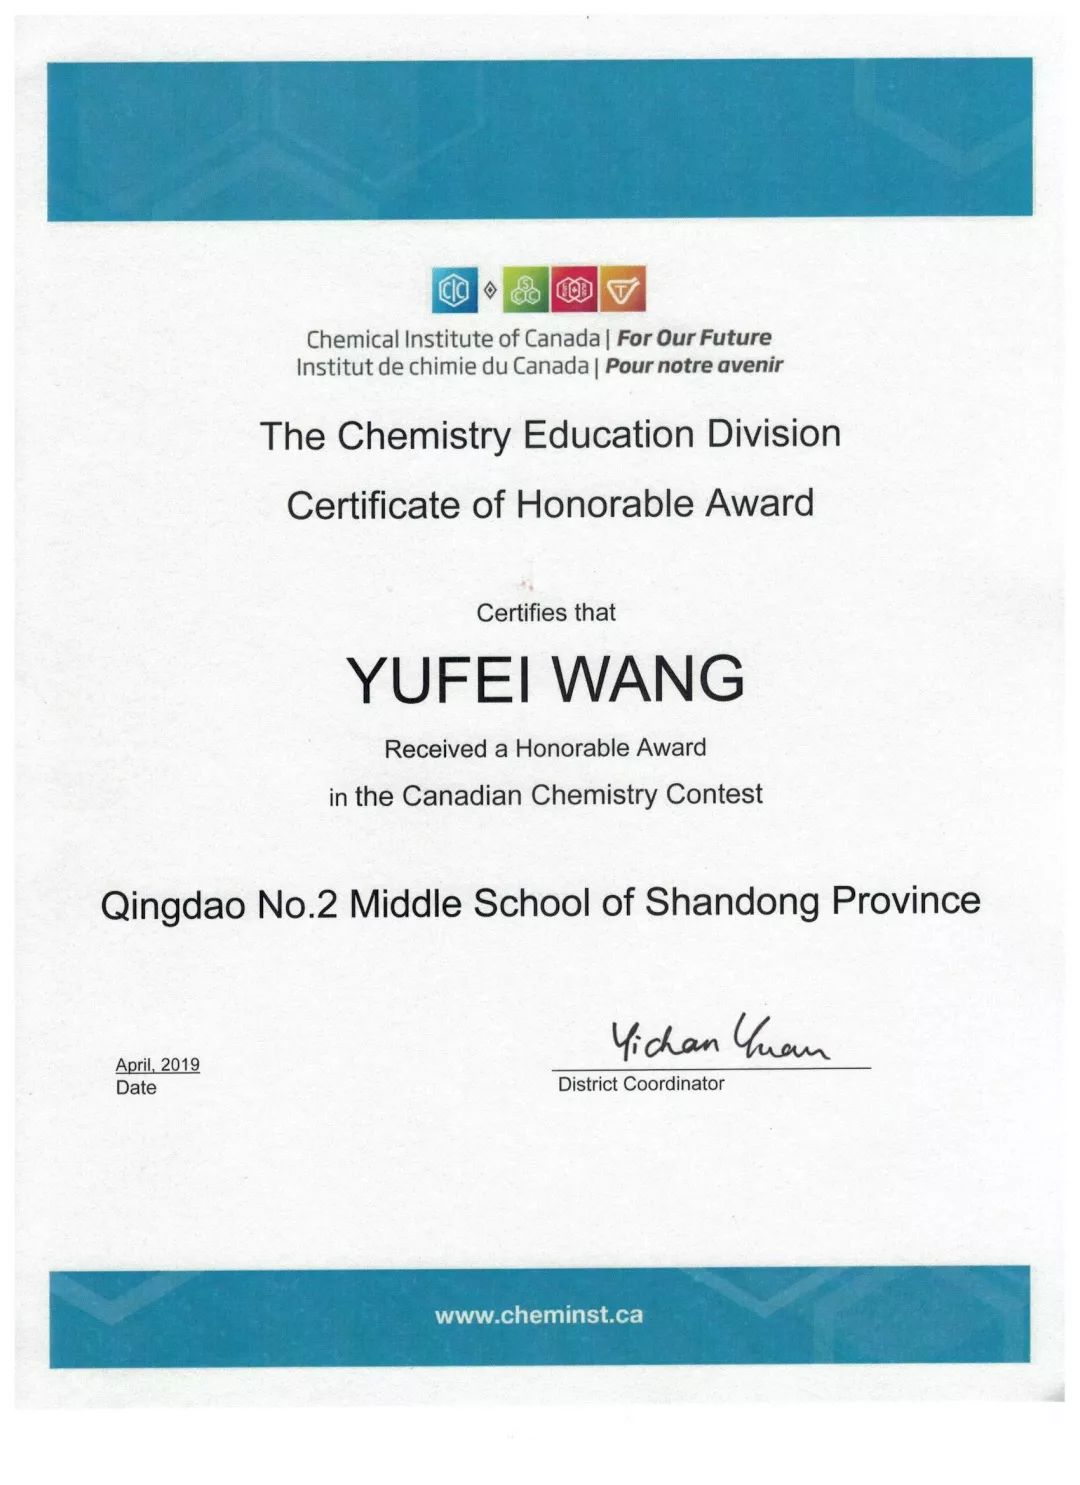 CIC
Chemical Institute of Canada | For Our Future
Institut de chimie du Canada | Pour notre avenir
The Chemistry Education Division
Certificate of Honorable Award
Certifies that
YUFEI WANG
Received a Honorable Award
in the Canadian Chemistry Contest
Qingdao No.2 Middle School of Shandong Province
Yichan Yuan
April, 2019
Date
District Coordinator
www.cheminst.ca